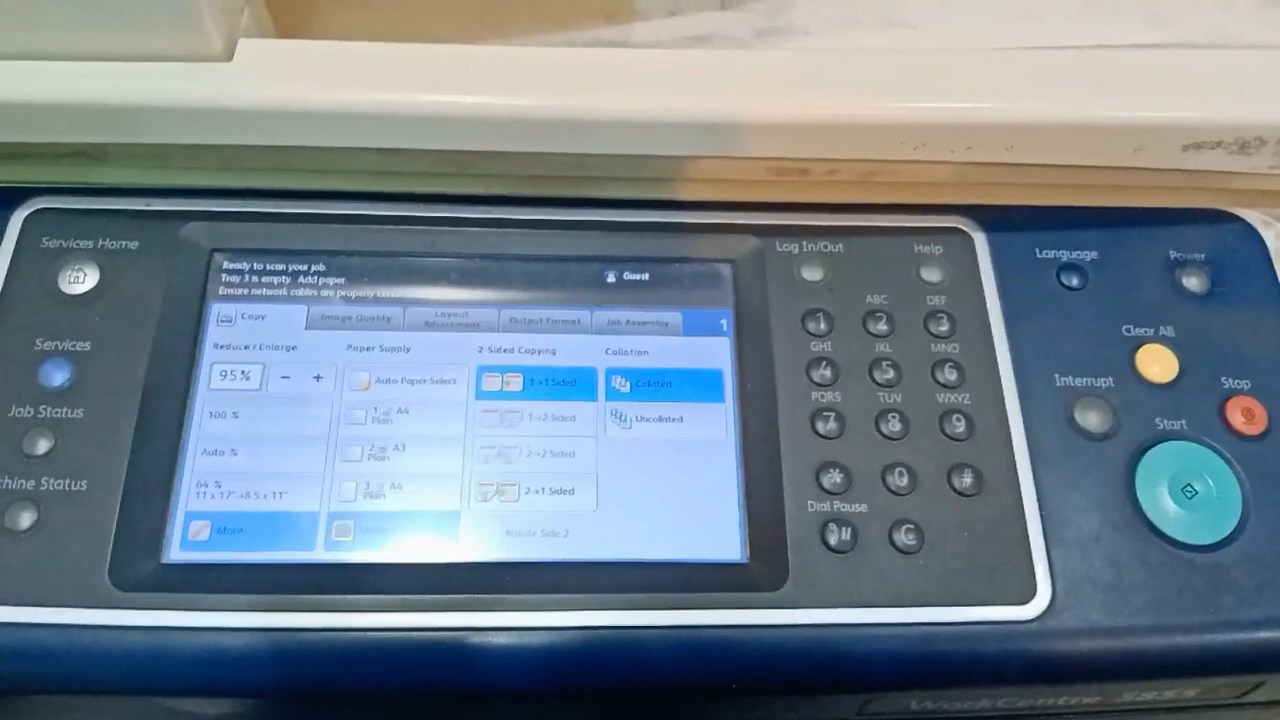 Services Home
Services
Job Status
chine Status
Ready to scan your job.
Tray 3 is empty Add paper
Ensure network cables are properly
Guest
Copy
Image Quality
Layout
Adjustment
Output Format
Job Assembly
1
Reduce / Enlarge
95%
−
+
100 %
Auto %
64 %
11 x 17"→8.5 x 11"
More
Paper Supply
Auto Paper Select
1 A4
Plain
2 A3
Plain
3 A4
Plain
2-Sided Copying
1→1 Sided
1→2 Sided
2→2 Sided
2→1 Sided
Rotate Side 2
Collation
Collated
Uncollated
Log In/Out
Help
ABC DEF
1 2 3
GHI JKL MNO
4 5 6
PQRS TUV WXYZ
7 8 9
* 0 #
Dial Pause
C
Language
Power
Clear All
Interrupt
Stop
Start
WorkCentre 5855